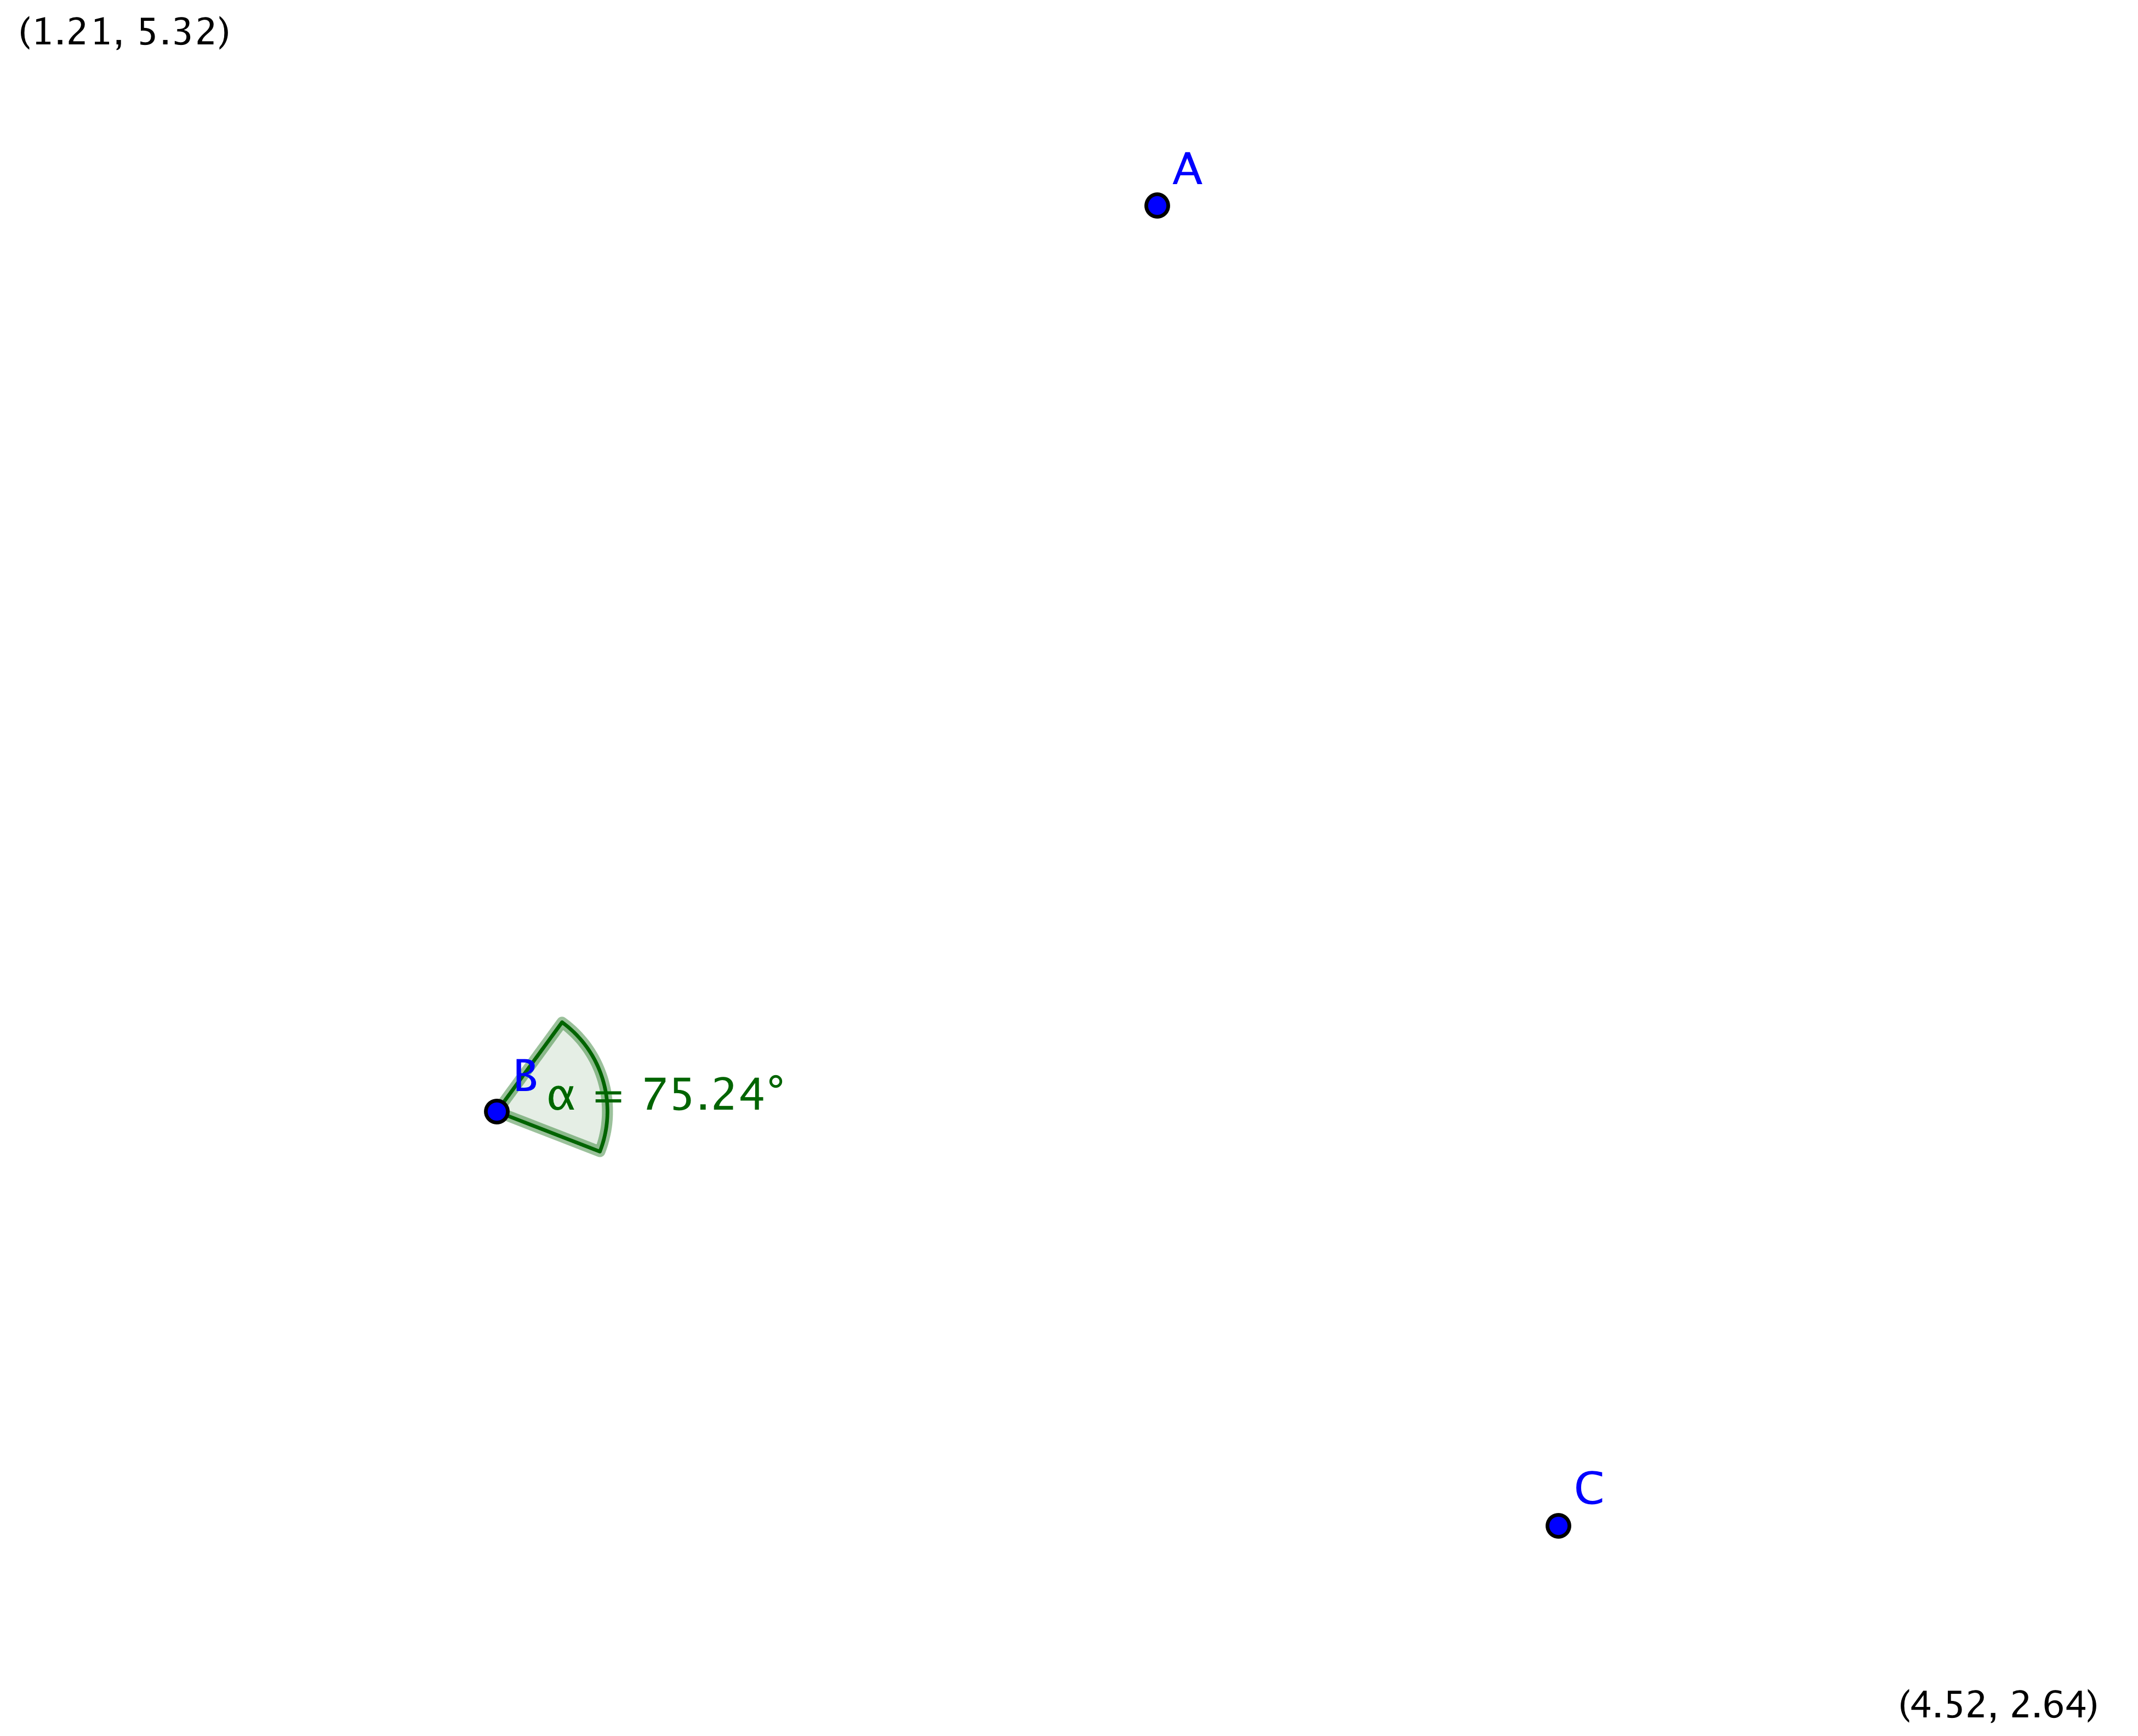 (1.21, 5.32)
A
B
α = 75.24°
C
(4.52, 2.64)